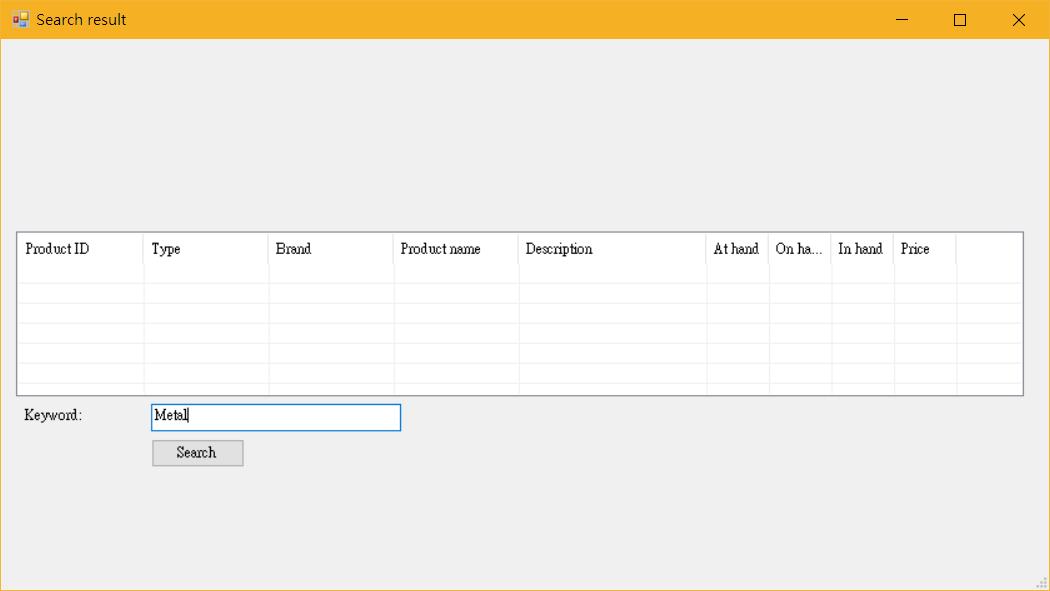 Search result
Product ID Type Brand Product name Description At hand On ha... In hand Price
Keyword: Metal
Search